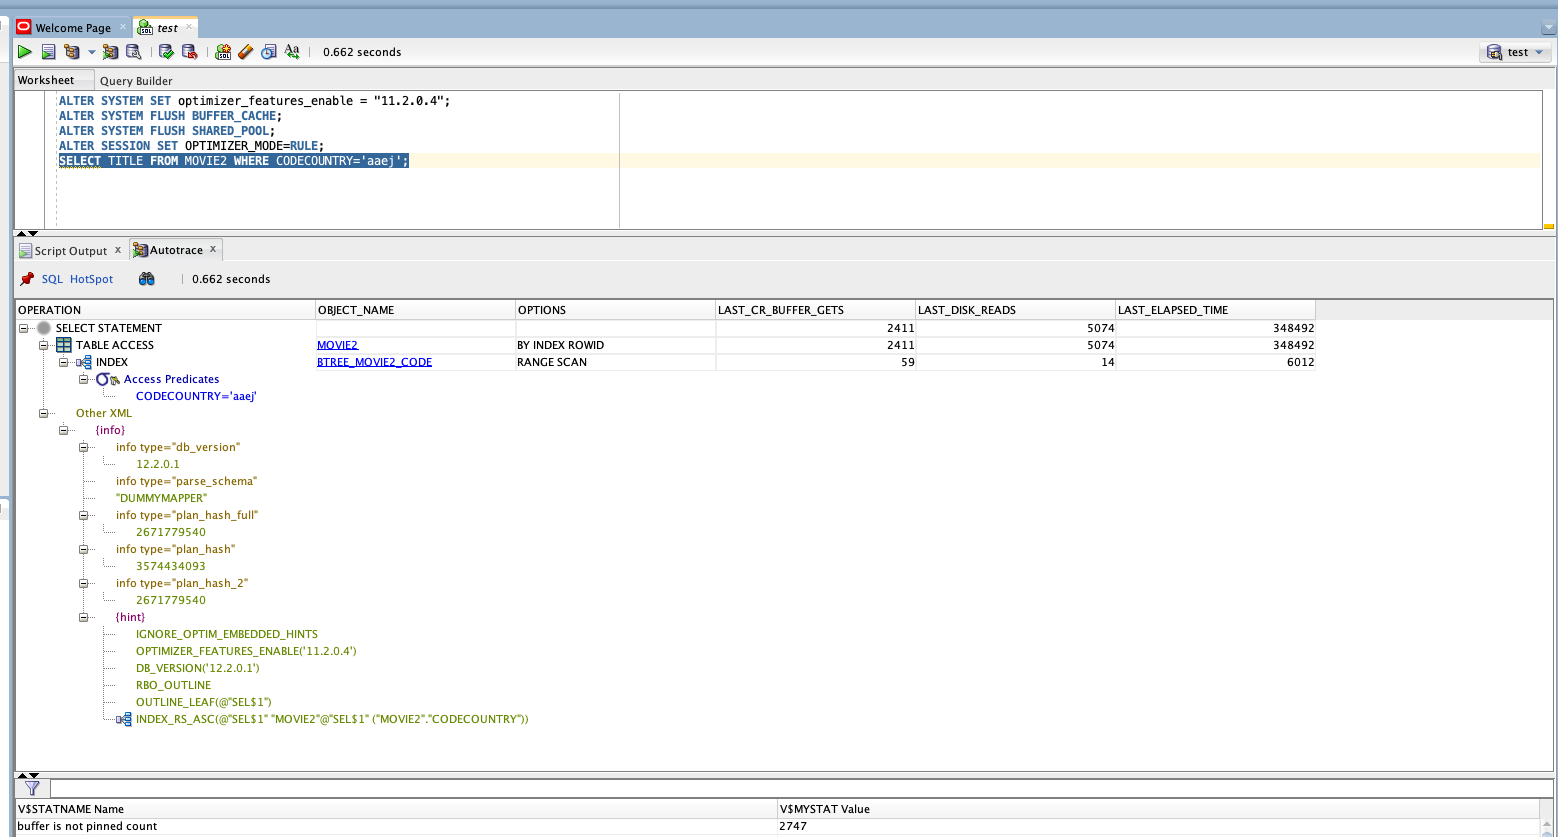 Welcome Page × test ×
0.662 seconds
test
Worksheet Query Builder
ALTER SYSTEM SET optimizer_features_enable = "11.2.0.4";
ALTER SYSTEM FLUSH BUFFER_CACHE;
ALTER SYSTEM FLUSH SHARED_POOL;
ALTER SESSION SET OPTIMIZER_MODE=RULE;
SELECT TITLE FROM MOVIE2 WHERE CODECOUNTRY='aaej';
Script Output × Autotrace ×
SQL HotSpot 0.662 seconds
OPERATION OBJECT_NAME OPTIONS LAST_CR_BUFFER_GETS LAST_DISK_READS LAST_ELAPSED_TIME
SELECT STATEMENT 2411 5074 348492
TABLE ACCESS MOVIE2 BY INDEX ROWID 2411 5074 348492
INDEX BTREE_MOVIE2_CODE RANGE SCAN 59 14 6012
Access Predicates
CODECOUNTRY='aaej'
Other XML
{info}
info type="db_version"
12.2.0.1
info type="parse_schema"
"DUMMYMAPPER"
info type="plan_hash_full"
2671779540
info type="plan_hash"
3574434093
info type="plan_hash_2"
2671779540
{hint}
IGNORE_OPTIM_EMBEDDED_HINTS
OPTIMIZER_FEATURES_ENABLE('11.2.0.4')
DB_VERSION('12.2.0.1')
RBO_OUTLINE
OUTLINE_LEAF(@"SEL$1")
INDEX_RS_ASC(@"SEL$1" "MOVIE2"@"SEL$1" ("MOVIE2"."CODECOUNTRY"))
V$STATNAME Name V$MYSTAT Value
buffer is not pinned count 2747